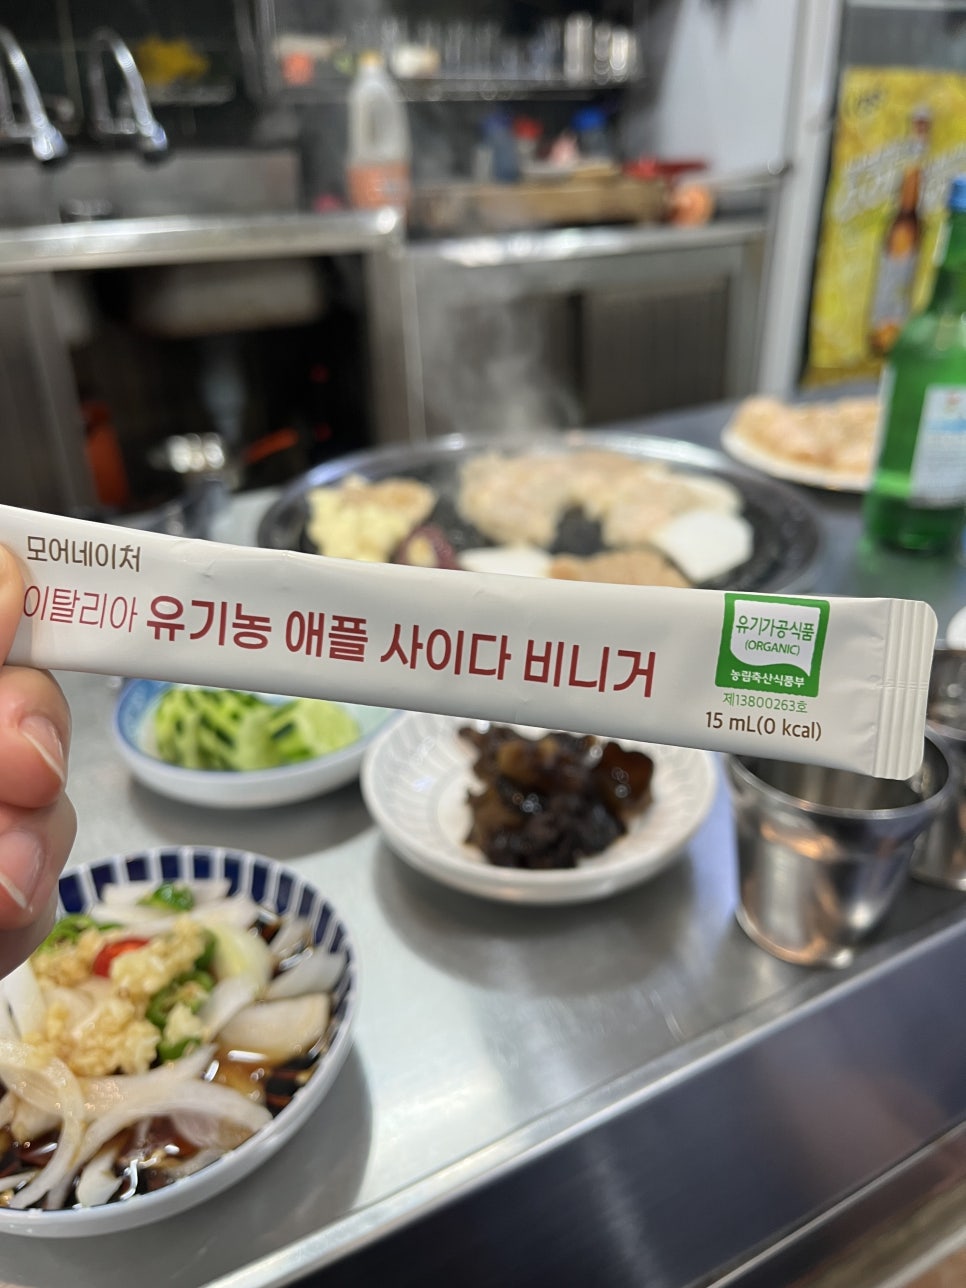 모어네이처
이탈리아 유기농 애플 사이다 비니거
유기가공식품
(ORGANIC)
농림축산식품부
제13800263호
15 mL(0 kcal)